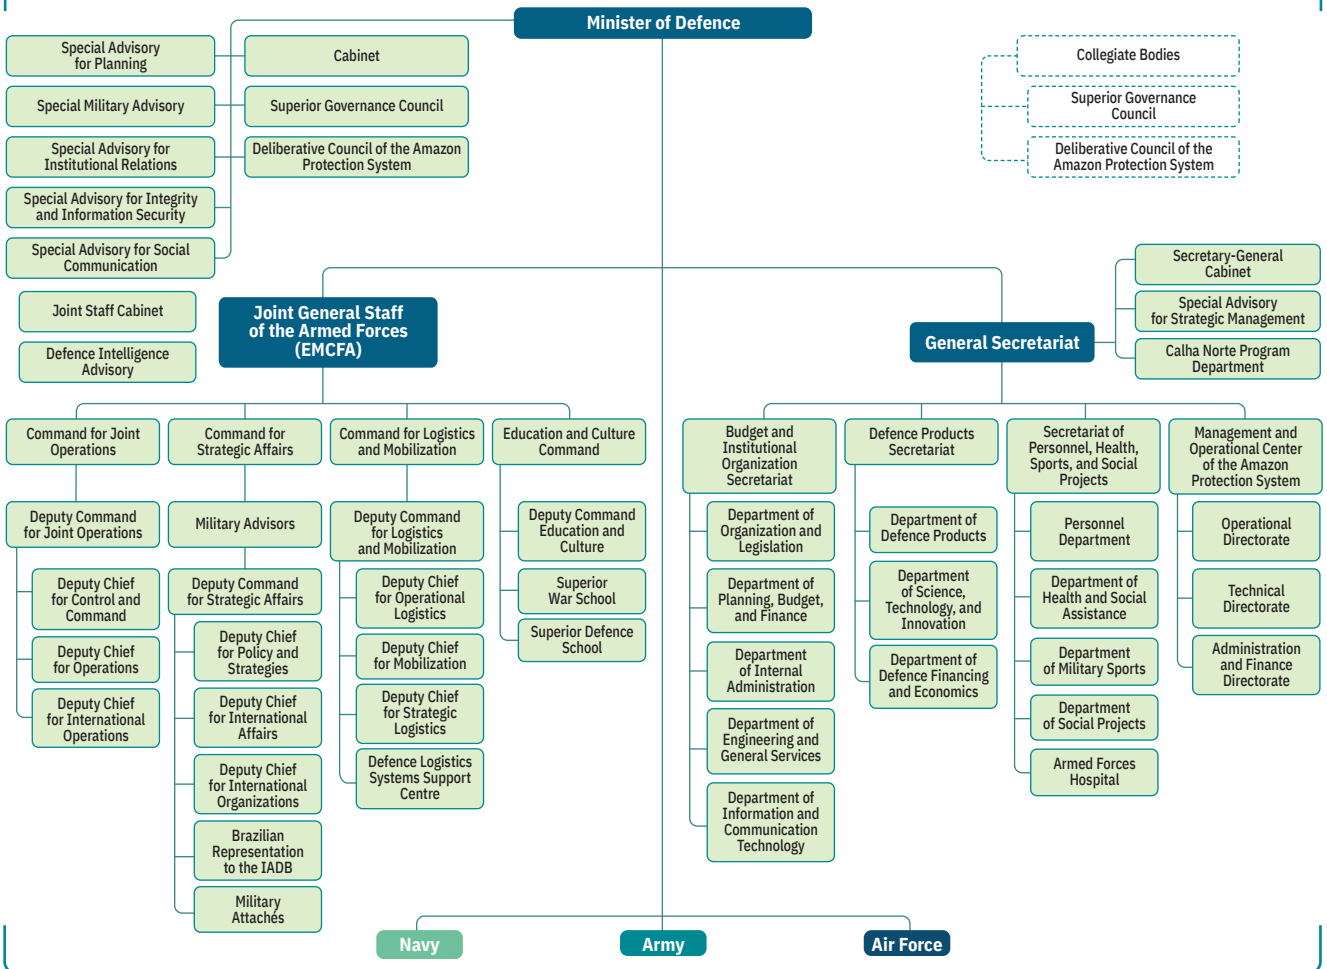 Minister of Defence
Special Advisory
for Planning
Cabinet
Special Military Advisory
Superior Governance Council
Special Advisory for
Institutional Relations
Deliberative Council of the Amazon
Protection System
Special Advisory for Integrity
and Information Security
Special Advisory for Social
Communication
Collegiate Bodies
Superior Governance
Council
Deliberative Council of the
Amazon Protection System
Joint Staff Cabinet
Defence Intelligence
Advisory
Joint General Staff
of the Armed Forces
(EMCFA)
General Secretariat
Secretary-General
Cabinet
Special Advisory
for Strategic Management
Calha Norte Program
Department
Command for Joint
Operations
Deputy Command
for Joint Operations
Deputy Chief
for Control and
Command
Deputy Chief
for Operations
Deputy Chief
for International
Operations
Command for
Strategic Affairs
Military Advisors
Deputy Command
for Strategic Affairs
Deputy Chief
for Policy and
Strategies
Deputy Chief
for International
Affairs
Deputy Chief
for International
Organizations
Brazilian
Representation
to the IADB
Military
Attachés
Command for Logistics
and Mobilization
Deputy Command
for Logistics
and Mobilization
Deputy Chief
for Operational
Logistics
Deputy Chief
for Mobilization
Deputy Chief
for Strategic
Logistics
Defence Logistics
Systems Support
Centre
Education and Culture
Command
Deputy Command
Education and
Culture
Superior
War School
Superior Defence
School
Budget and
Institutional
Organization
Secretariat
Department of
Organization and
Legislation
Department of
Planning, Budget,
and Finance
Department
of Internal
Administration
Department of
Engineering and
General Services
Department of
Information and
Communication
Technology
Defence Products
Secretariat
Department of
Defence Products
Department
of Science,
Technology, and
Innovation
Department of
Defence Financing
and Economics
Secretariat of
Personnel, Health,
Sports, and Social
Projects
Personnel
Department
Department of
Health and Social
Assistance
Department
of Military Sports
Department
of Social Projects
Armed Forces
Hospital
Management and
Operational Center
of the Amazon
Protection System
Operational
Directorate
Technical
Directorate
Administration
and Finance
Directorate
Navy
Army
Air Force